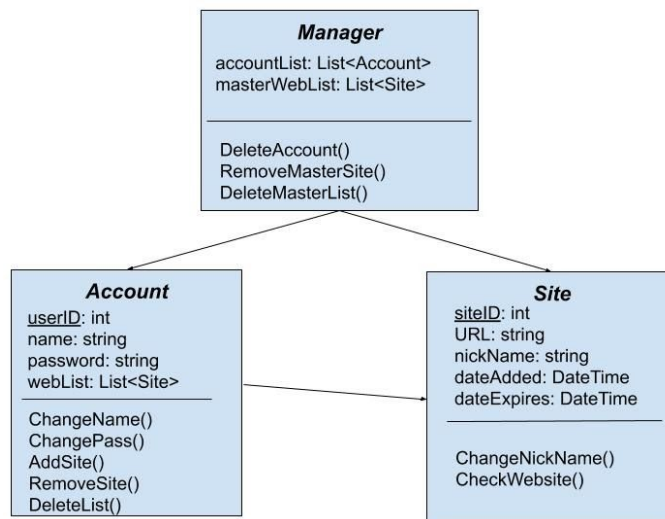 Manager
accountList: List<Account>
masterWebList: List<Site>
DeleteAccount()
RemoveMasterSite()
DeleteMasterList()
Account
userID: int
name: string
password: string
webList: List<Site>
ChangeName()
ChangePass()
AddSite()
RemoveSite()
DeleteList()
Site
siteID: int
URL: string
nickName: string
dateAdded: DateTime
dateExpires: DateTime
ChangeNickName()
CheckWebsite()